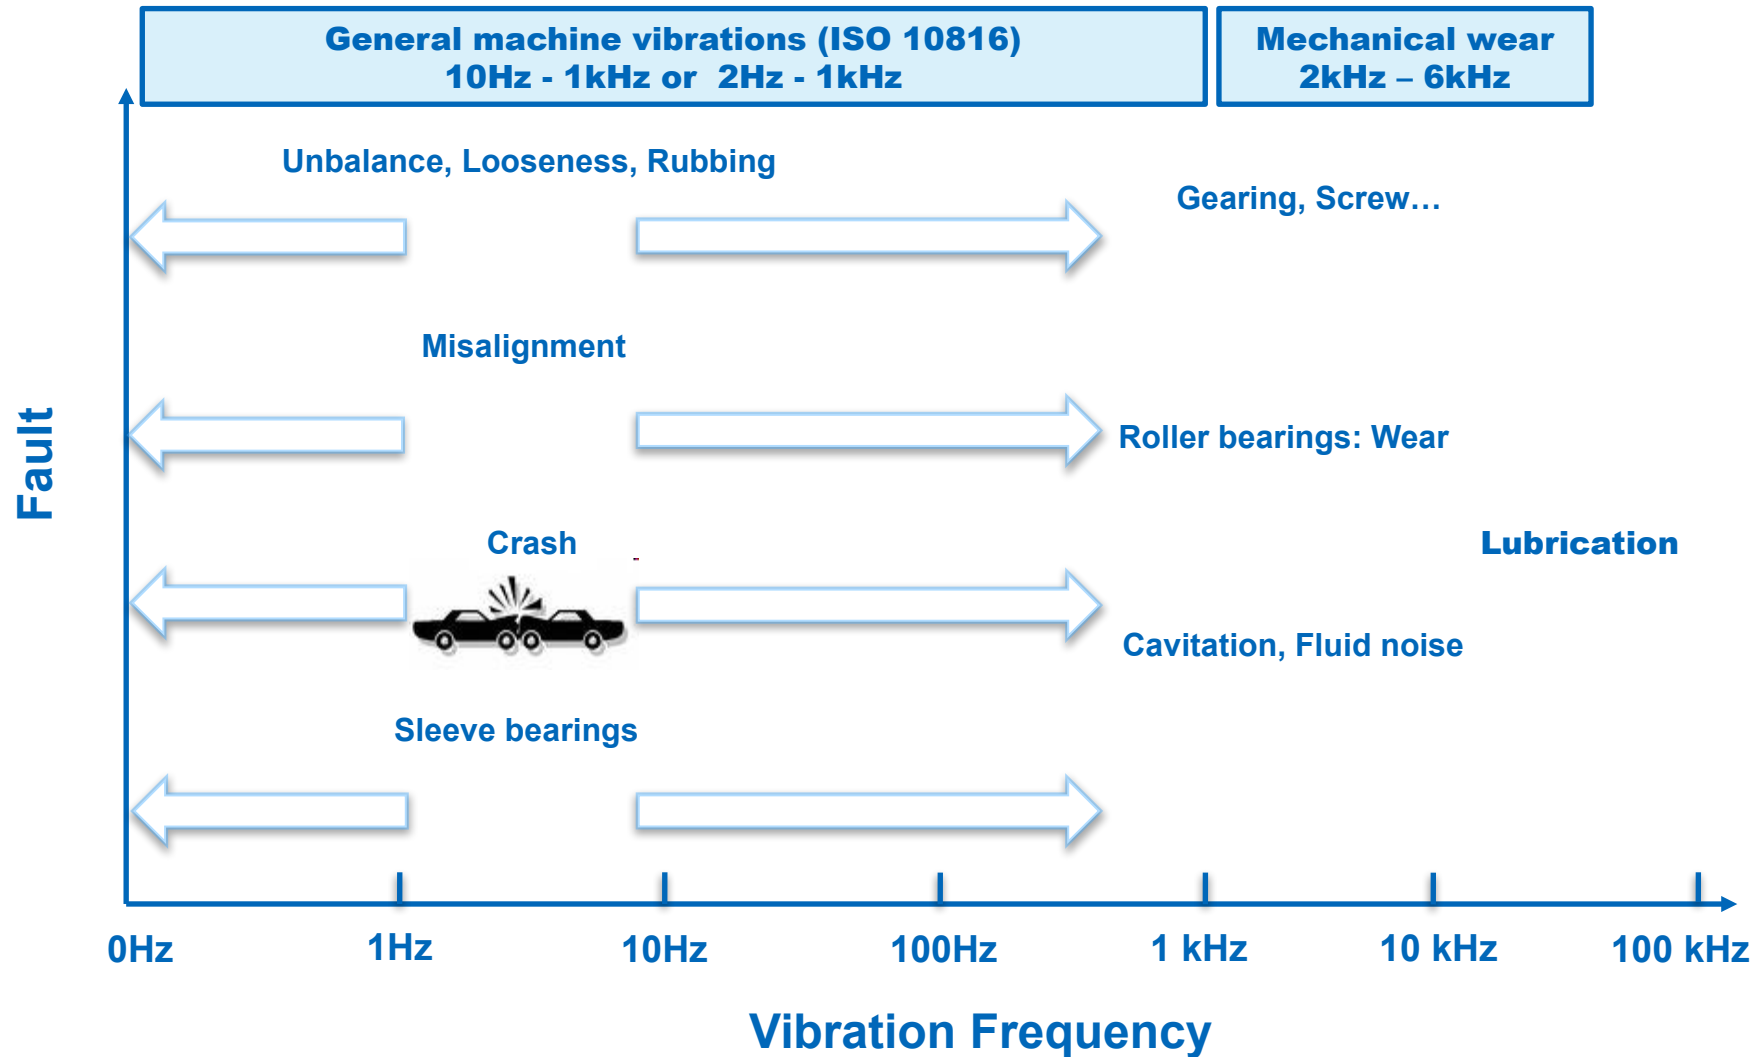 General machine vibrations (ISO 10816)
10Hz - 1kHz or 2Hz - 1kHz
Mechanical wear
2kHz – 6kHz
Unbalance, Looseness, Rubbing
Gearing, Screw…
Misalignment
Roller bearings: Wear
Fault
Crash
Lubrication
Cavitation, Fluid noise
Sleeve bearings
0Hz
1Hz
10Hz
100Hz
1 kHz
10 kHz
100 kHz
Vibration Frequency